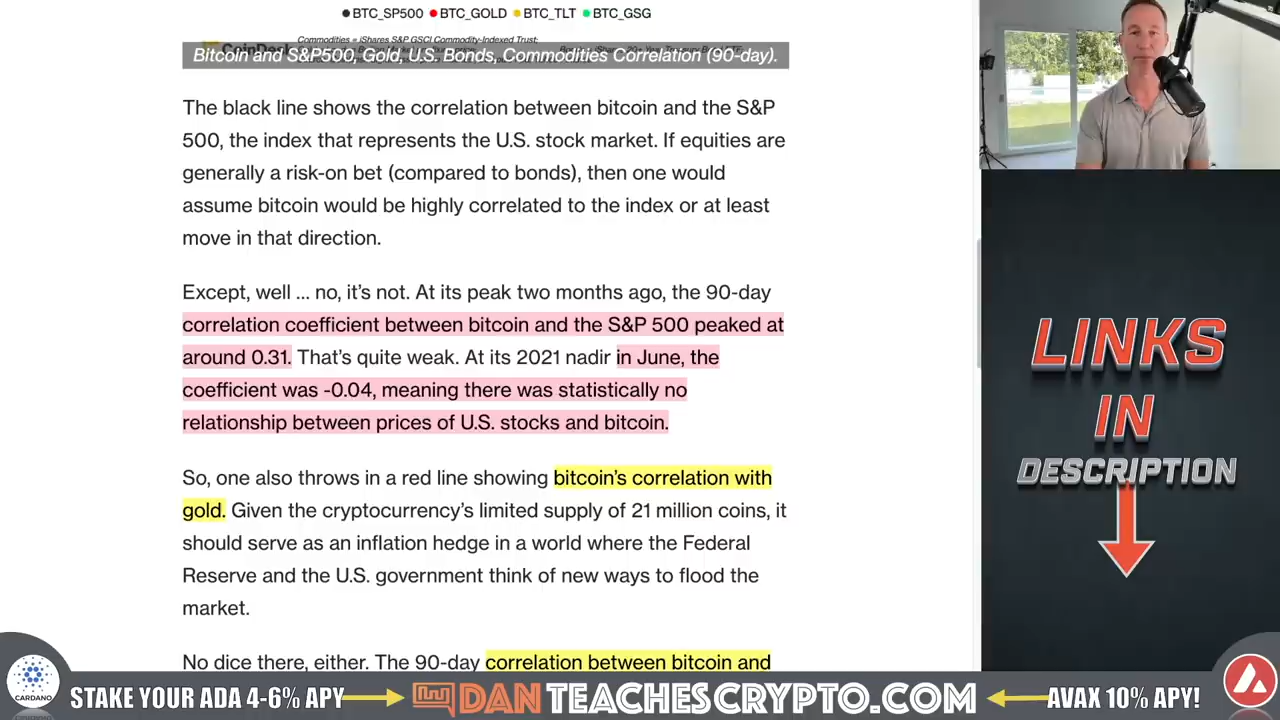 BTC_SP500 BTC_GOLD BTC_TLT BTC_GSG
Commodities = iShares S&P GSCI Commodity-Indexed Trust;
Bitcoin and S&P500, Gold, U.S. Bonds, Commodities Correlation (90-day).
The black line shows the correlation between bitcoin and the S&P
500, the index that represents the U.S. stock market. If equities are
generally a risk-on bet (compared to bonds), then one would
assume bitcoin would be highly correlated to the index or at least
move in that direction.
Except, well ... no, it’s not. At its peak two months ago, the 90-day
correlation coefficient between bitcoin and the S&P 500 peaked at
around 0.31. That’s quite weak. At its 2021 nadir in June, the
coefficient was -0.04, meaning there was statistically no
relationship between prices of U.S. stocks and bitcoin.
So, one also throws in a red line showing bitcoin’s correlation with
gold. Given the cryptocurrency’s limited supply of 21 million coins, it
should serve as an inflation hedge in a world where the Federal
Reserve and the U.S. government think of new ways to flood the
market.
No dice there, either. The 90-day correlation between bitcoin and
LINKS
IN
DESCRIPTION
CARDANO
STAKE YOUR ADA 4-6% APY
DANTEACHESCRYPTO.COM
AVAX 10% APY!